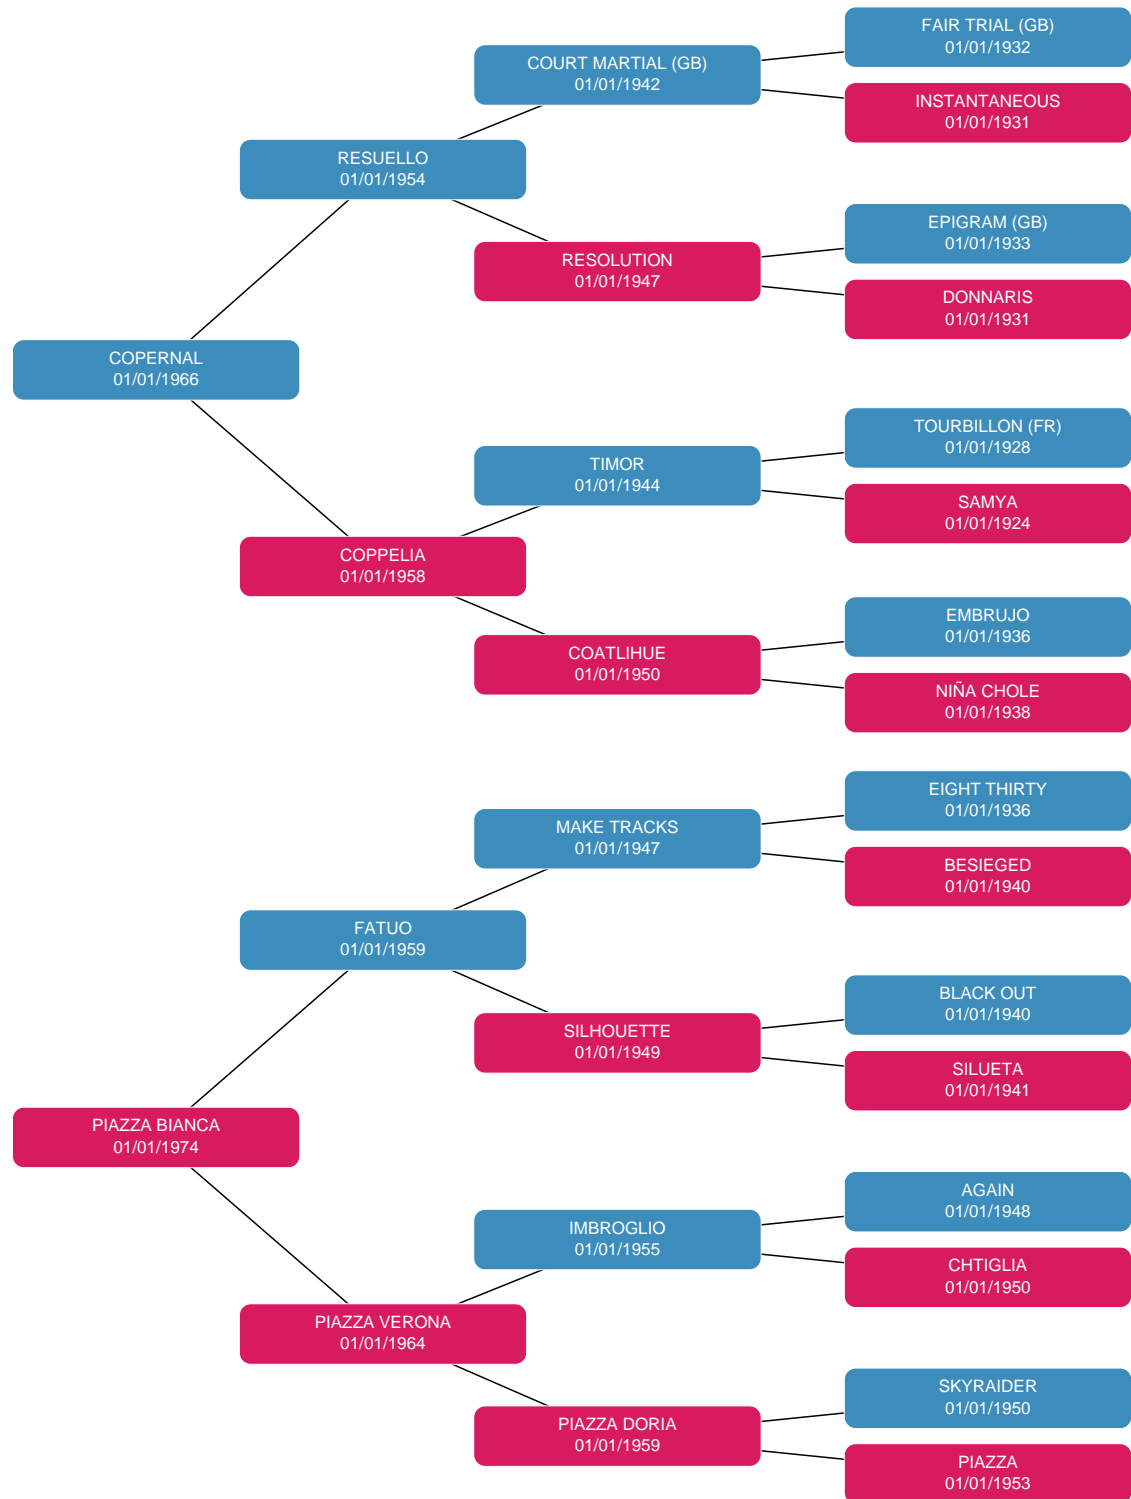 FAIR TRIAL (GB)
01/01/1932
COURT MARTIAL (GB)
01/01/1942
INSTANTANEOUS
01/01/1931
RESUELLO
01/01/1954
EPIGRAM (GB)
01/01/1933
RESOLUTION
01/01/1947
DONNARIS
01/01/1931
COPERNAL
01/01/1966
TOURBILLON (FR)
01/01/1928
TIMOR
01/01/1944
SAMYA
01/01/1924
COPPELIA
01/01/1958
EMBRUJO
01/01/1936
COATLIHUE
01/01/1950
NIÑA CHOLE
01/01/1938
EIGHT THIRTY
01/01/1936
MAKE TRACKS
01/01/1947
BESIEGED
01/01/1940
FATUO
01/01/1959
BLACK OUT
01/01/1940
SILHOUETTE
01/01/1949
SILUETA
01/01/1941
PIAZZA BIANCA
01/01/1974
AGAIN
01/01/1948
IMBROGLIO
01/01/1955
CHTIGLIA
01/01/1950
PIAZZA VERONA
01/01/1964
SKYRAIDER
01/01/1950
PIAZZA DORIA
01/01/1959
PIAZZA
01/01/1953